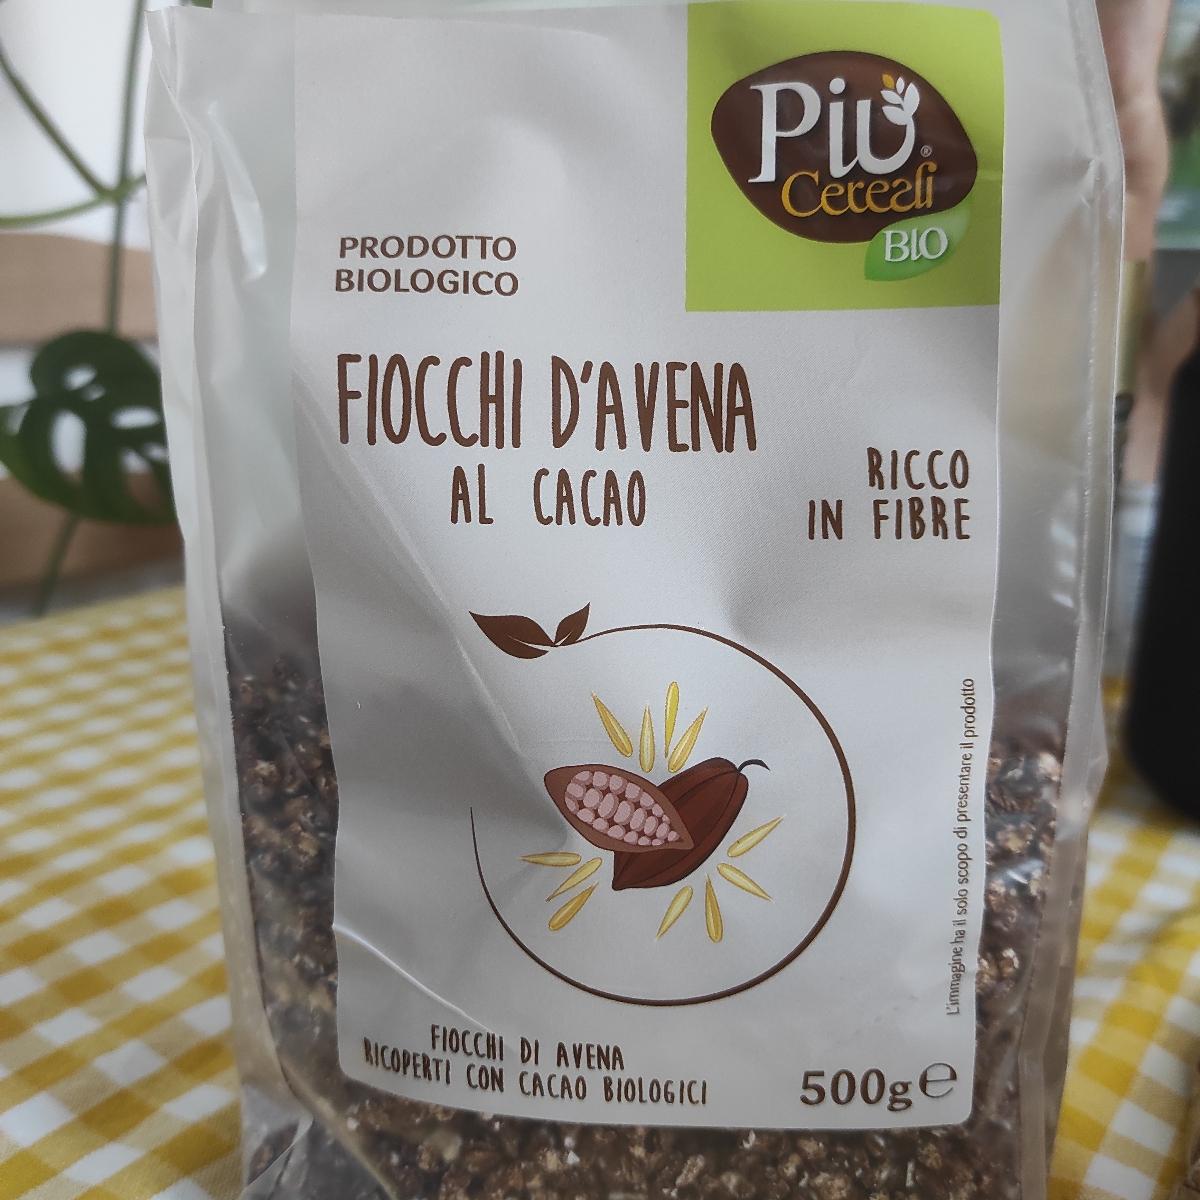 Più®
Cereali
BIO
PRODOTTO
BIOLOGICO
FIOCCHI D'AVENA
AL CACAO
RICCO
IN FIBRE
L'immagine ha il solo scopo di presentare il prodotto
FIOCCHI DI AVENA
RICOPERTI CON CACAO BIOLOGICI
500g℮